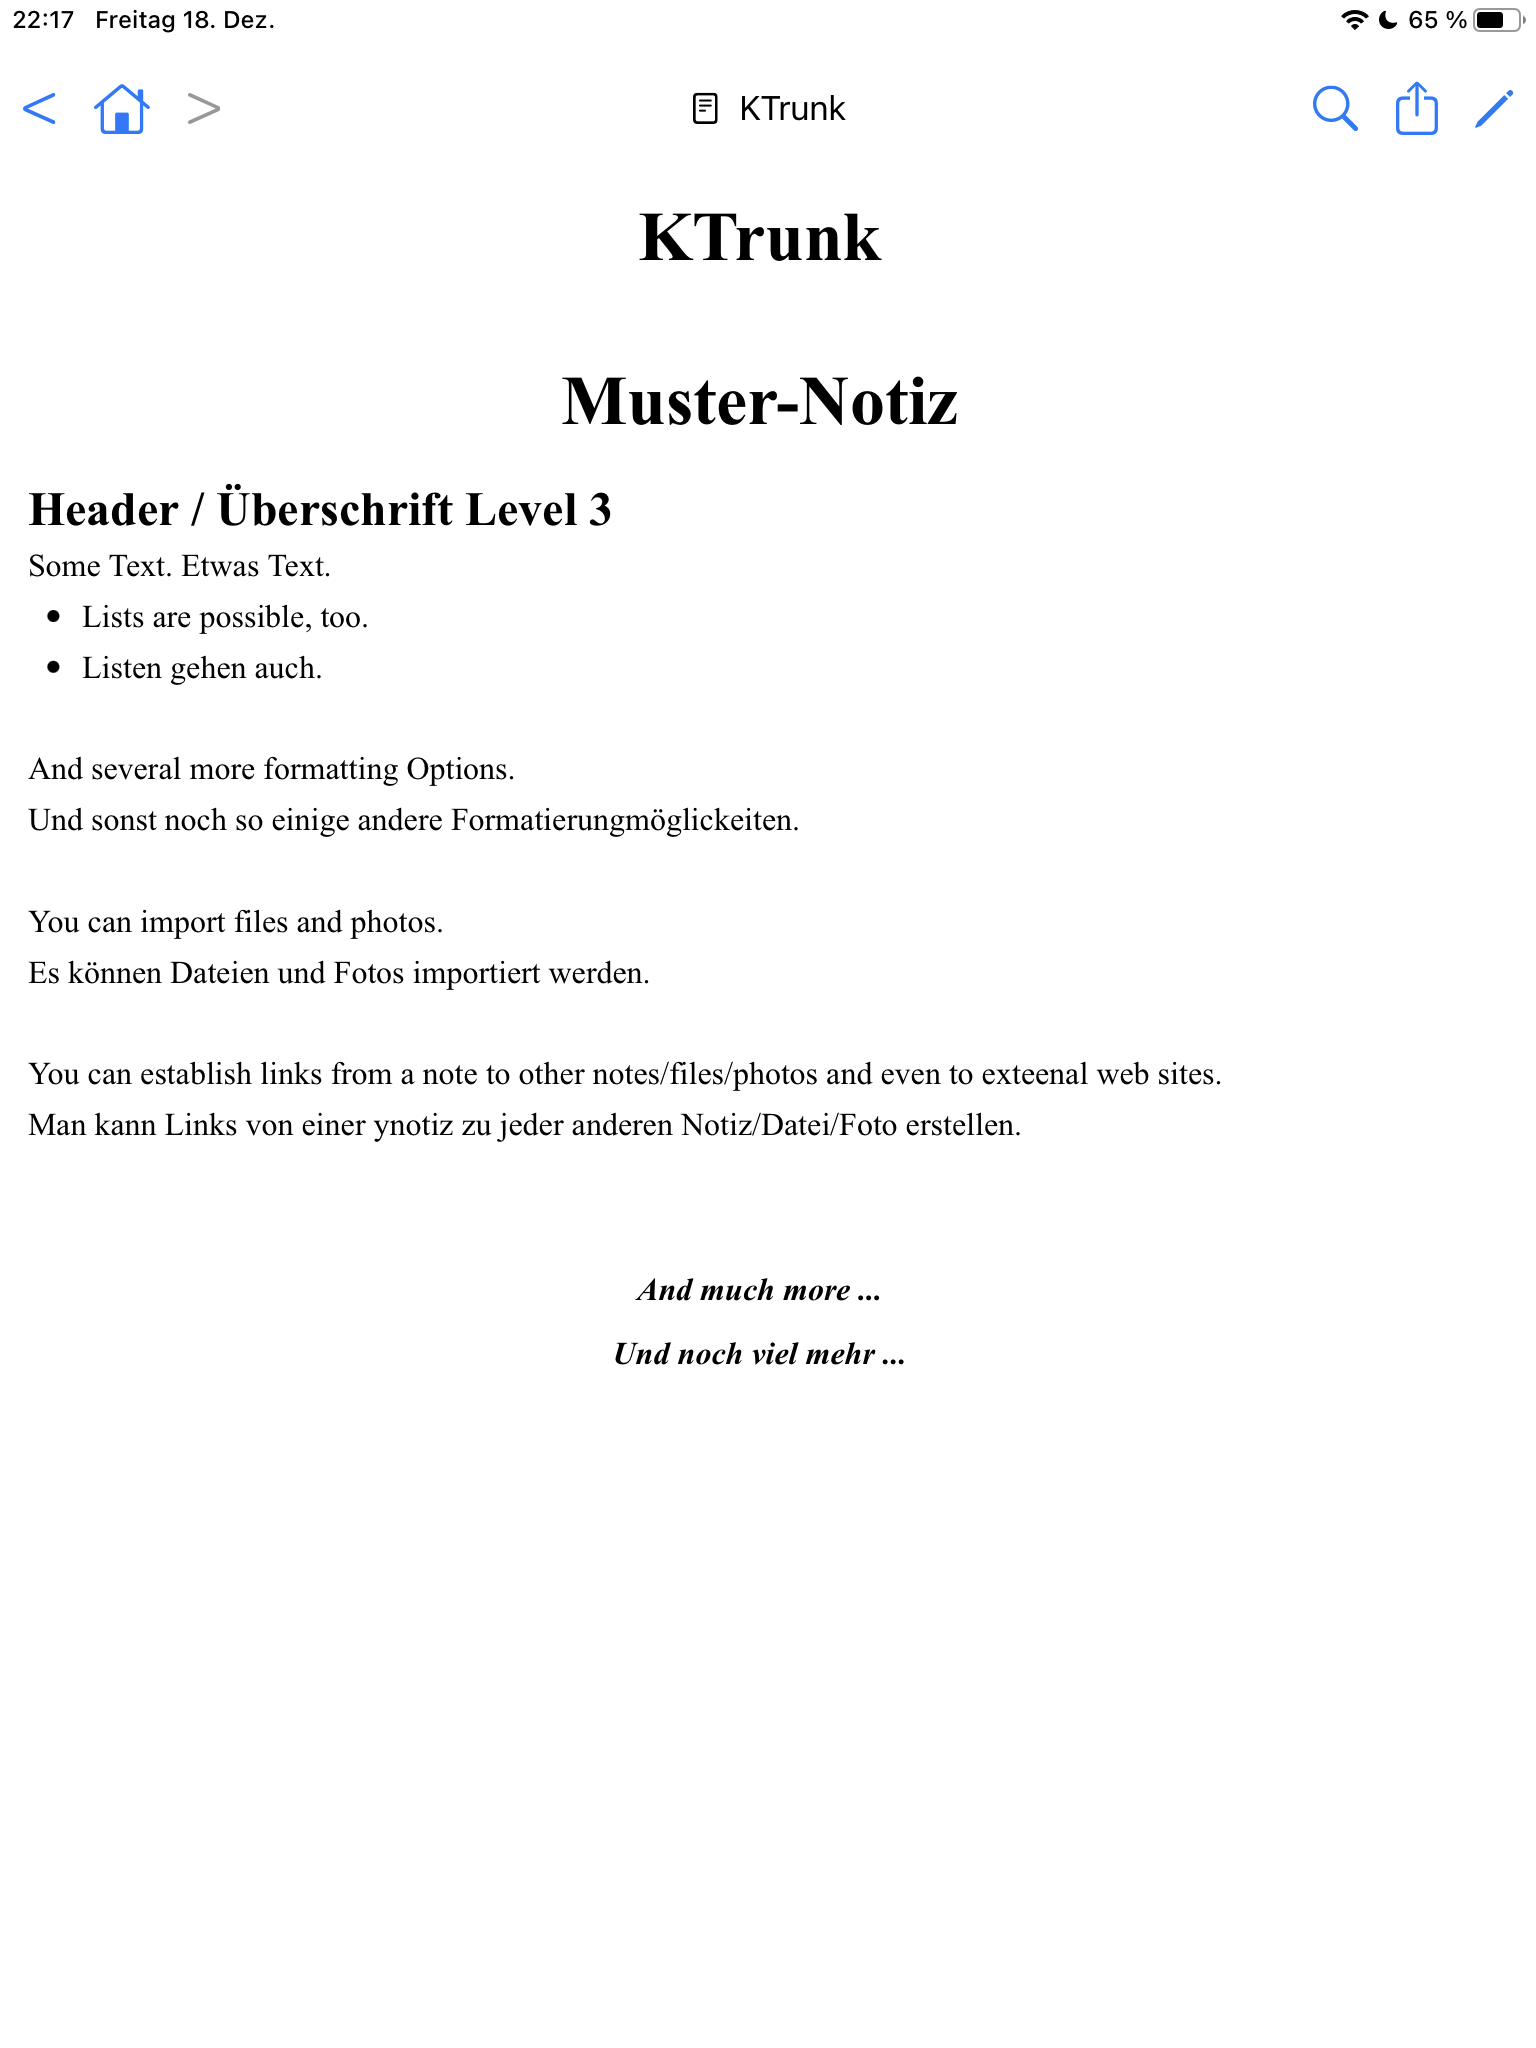 22:17 Freitag 18. Dez. 65 %
< > KTrunk
KTrunk
Muster-Notiz
Header / Überschrift Level 3
Some Text. Etwas Text.
• Lists are possible, too.
• Listen gehen auch.
And several more formatting Options.
Und sonst noch so einige andere Formatierungmöglickeiten.
You can import files and photos.
Es können Dateien und Fotos importiert werden.
You can establish links from a note to other notes/files/photos and even to exteenal web sites.
Man kann Links von einer ynotiz zu jeder anderen Notiz/Datei/Foto erstellen.
And much more ...
Und noch viel mehr ...